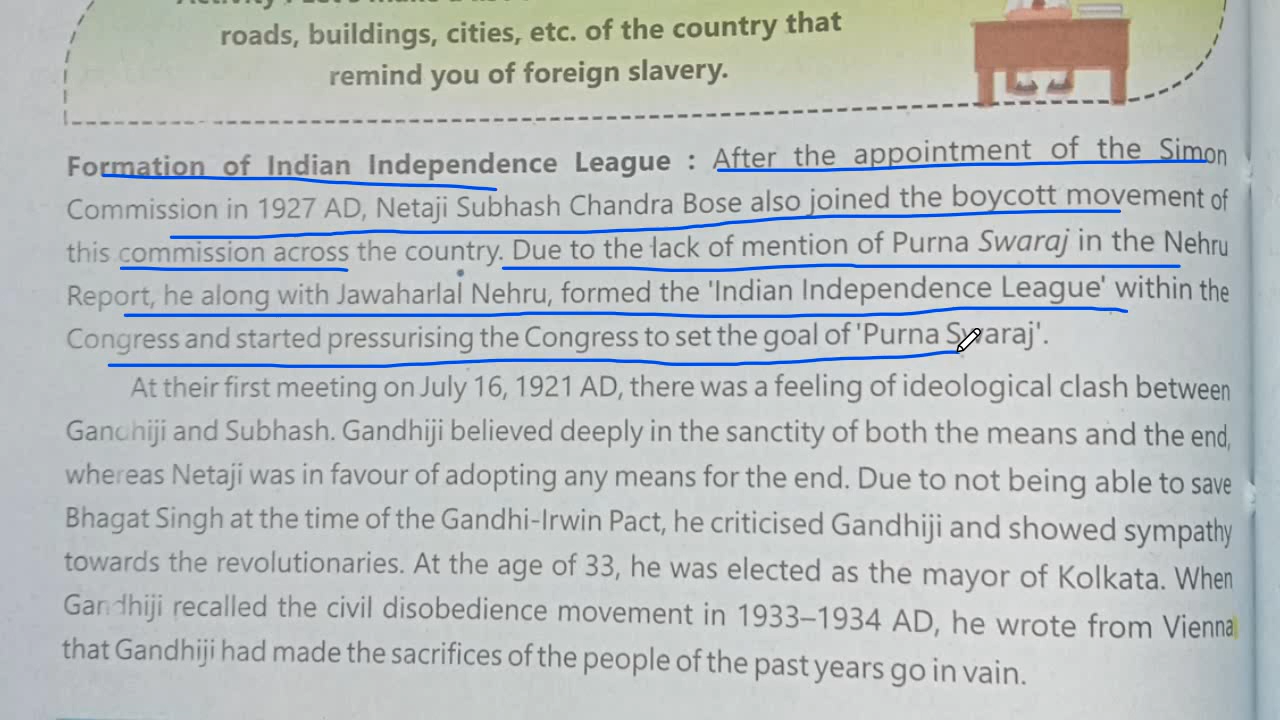 roads, buildings, cities, etc. of the country that
remind you of foreign slavery.
Formation of Indian Independence League : After the appointment of the Simon
Commission in 1927 AD, Netaji Subhash Chandra Bose also joined the boycott movement of
this commission across the country. Due to the lack of mention of Purna Swaraj in the Nehru
Report, he along with Jawaharlal Nehru, formed the 'Indian Independence League' within the
Congress and started pressurising the Congress to set the goal of 'Purna Swaraj'.
At their first meeting on July 16, 1921 AD, there was a feeling of ideological clash between
Gandhiji and Subhash. Gandhiji believed deeply in the sanctity of both the means and the end,
whereas Netaji was in favour of adopting any means for the end. Due to not being able to save
Bhagat Singh at the time of the Gandhi-Irwin Pact, he criticised Gandhiji and showed sympathy
towards the revolutionaries. At the age of 33, he was elected as the mayor of Kolkata. When
Gandhiji recalled the civil disobedience movement in 1933–1934 AD, he wrote from Vienna
that Gandhiji had made the sacrifices of the people of the past years go in vain.